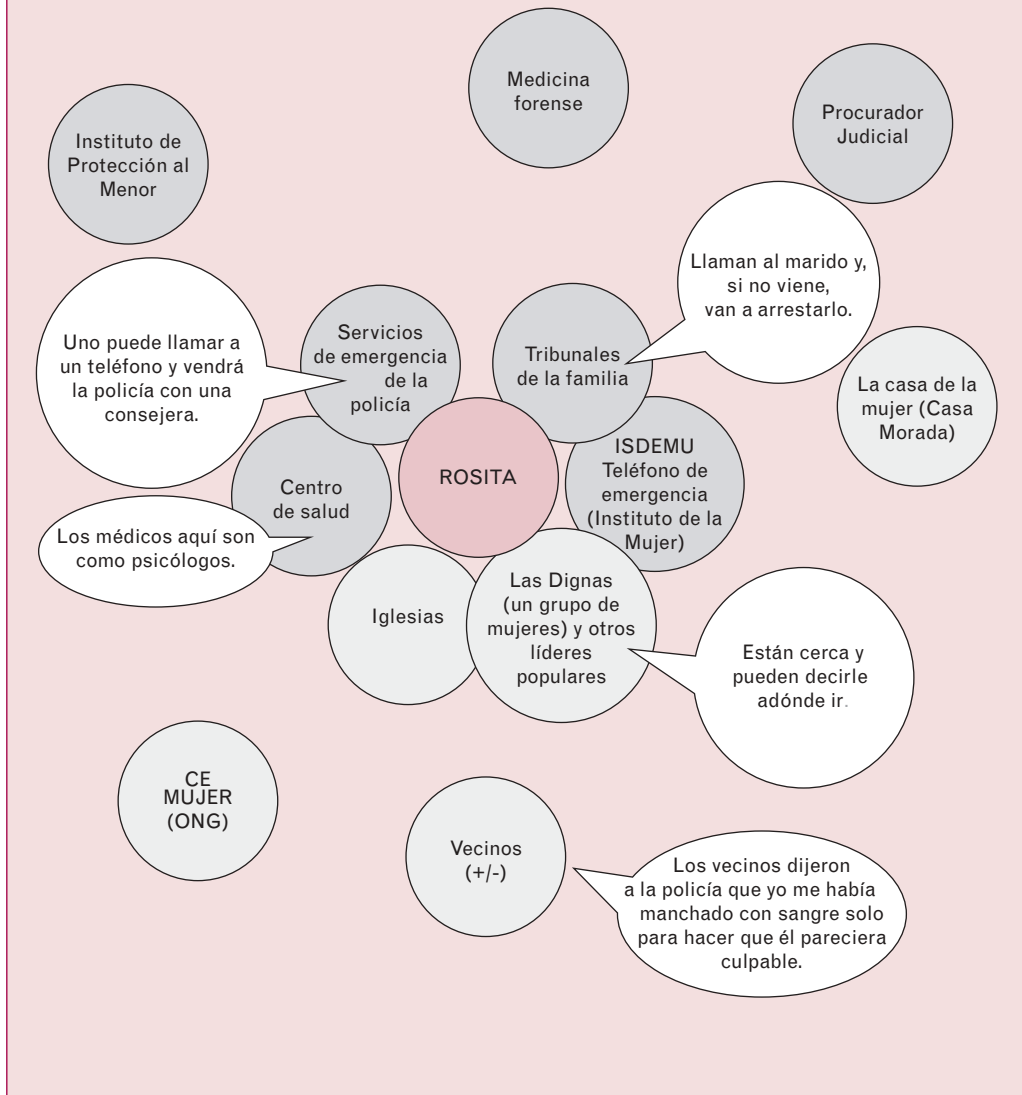 Medicina
forense
Procurador
Judicial
Instituto de
Protección al
Menor
Llaman al marido y,
si no viene,
van a arrestarlo.
Uno puede llamar a
un teléfono y vendrá
la policía con una
consejera.
Servicios
de emergencia
de la
policía
Tribunales
de la familia
La casa de la
mujer (Casa
Morada)
ROSITA
ISDEMU
Teléfono de
emergencia
(Instituto de la
Mujer)
Centro
de salud
Los médicos aquí son
como psicólogos.
Iglesias
Las Dignas
(un grupo de
mujeres) y otros
líderes
populares
Están cerca y
pueden decirle
adónde ir.
CE
MUJER
(ONG)
Vecinos
(+/-)
Los vecinos dijeron
a la policía que yo me había
manchado con sangre solo
para hacer que él pareciera
culpable.